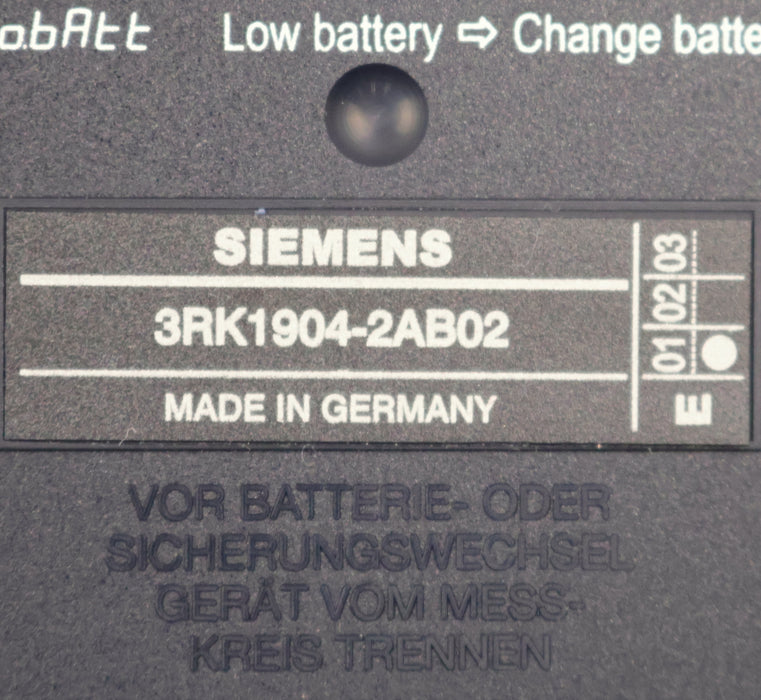 o.bAtt Low battery ⇨ Change batte
SIEMENS
3RK1904-2AB02
MADE IN GERMANY
E 01 02 03
VOR BATTERIE- ODER
SICHERUNGSWECHSEL
GERÄT VOM MESS-
KREIS TRENNEN